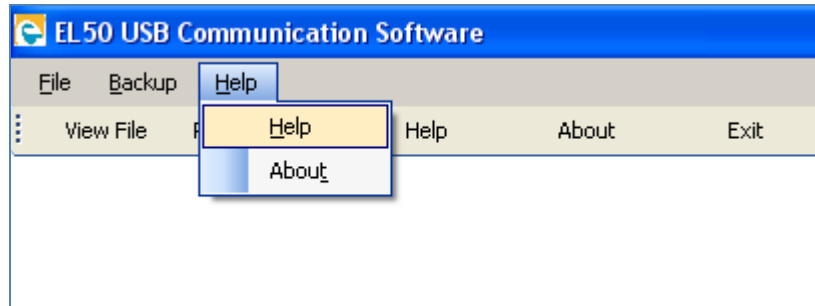 EL50 USB Communication Software
File Backup Help
View File Help Help About Exit
About